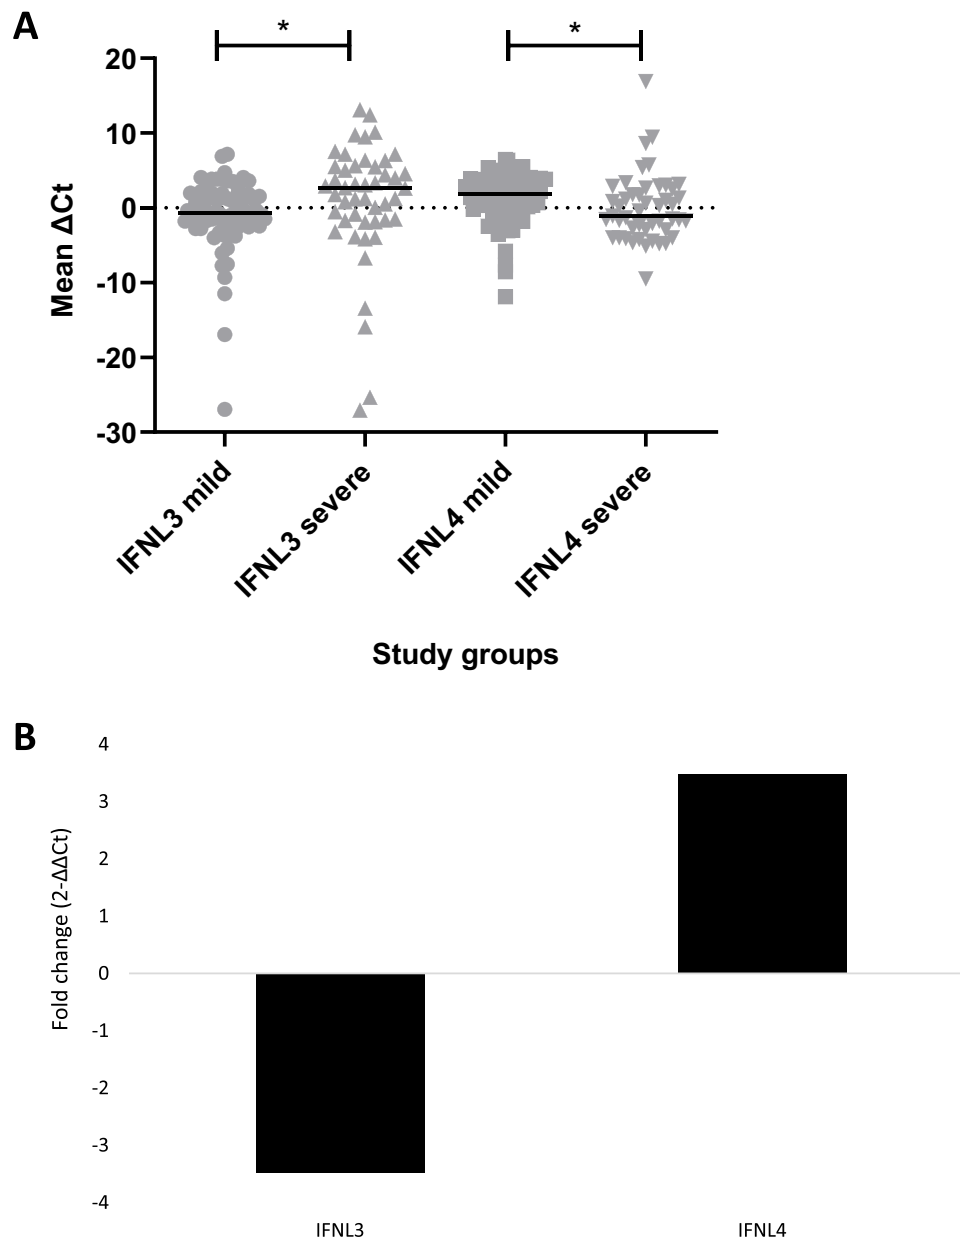 A
* *
20
10
0
-10
-20
-30
Mean ΔCt
IFNL3 mild
IFNL3 severe
IFNL4 mild
IFNL4 severe
Study groups
B
4
3
2
1
0
-1
-2
-3
-4
Fold change (2-ΔΔCt)
IFNL3 IFNL4